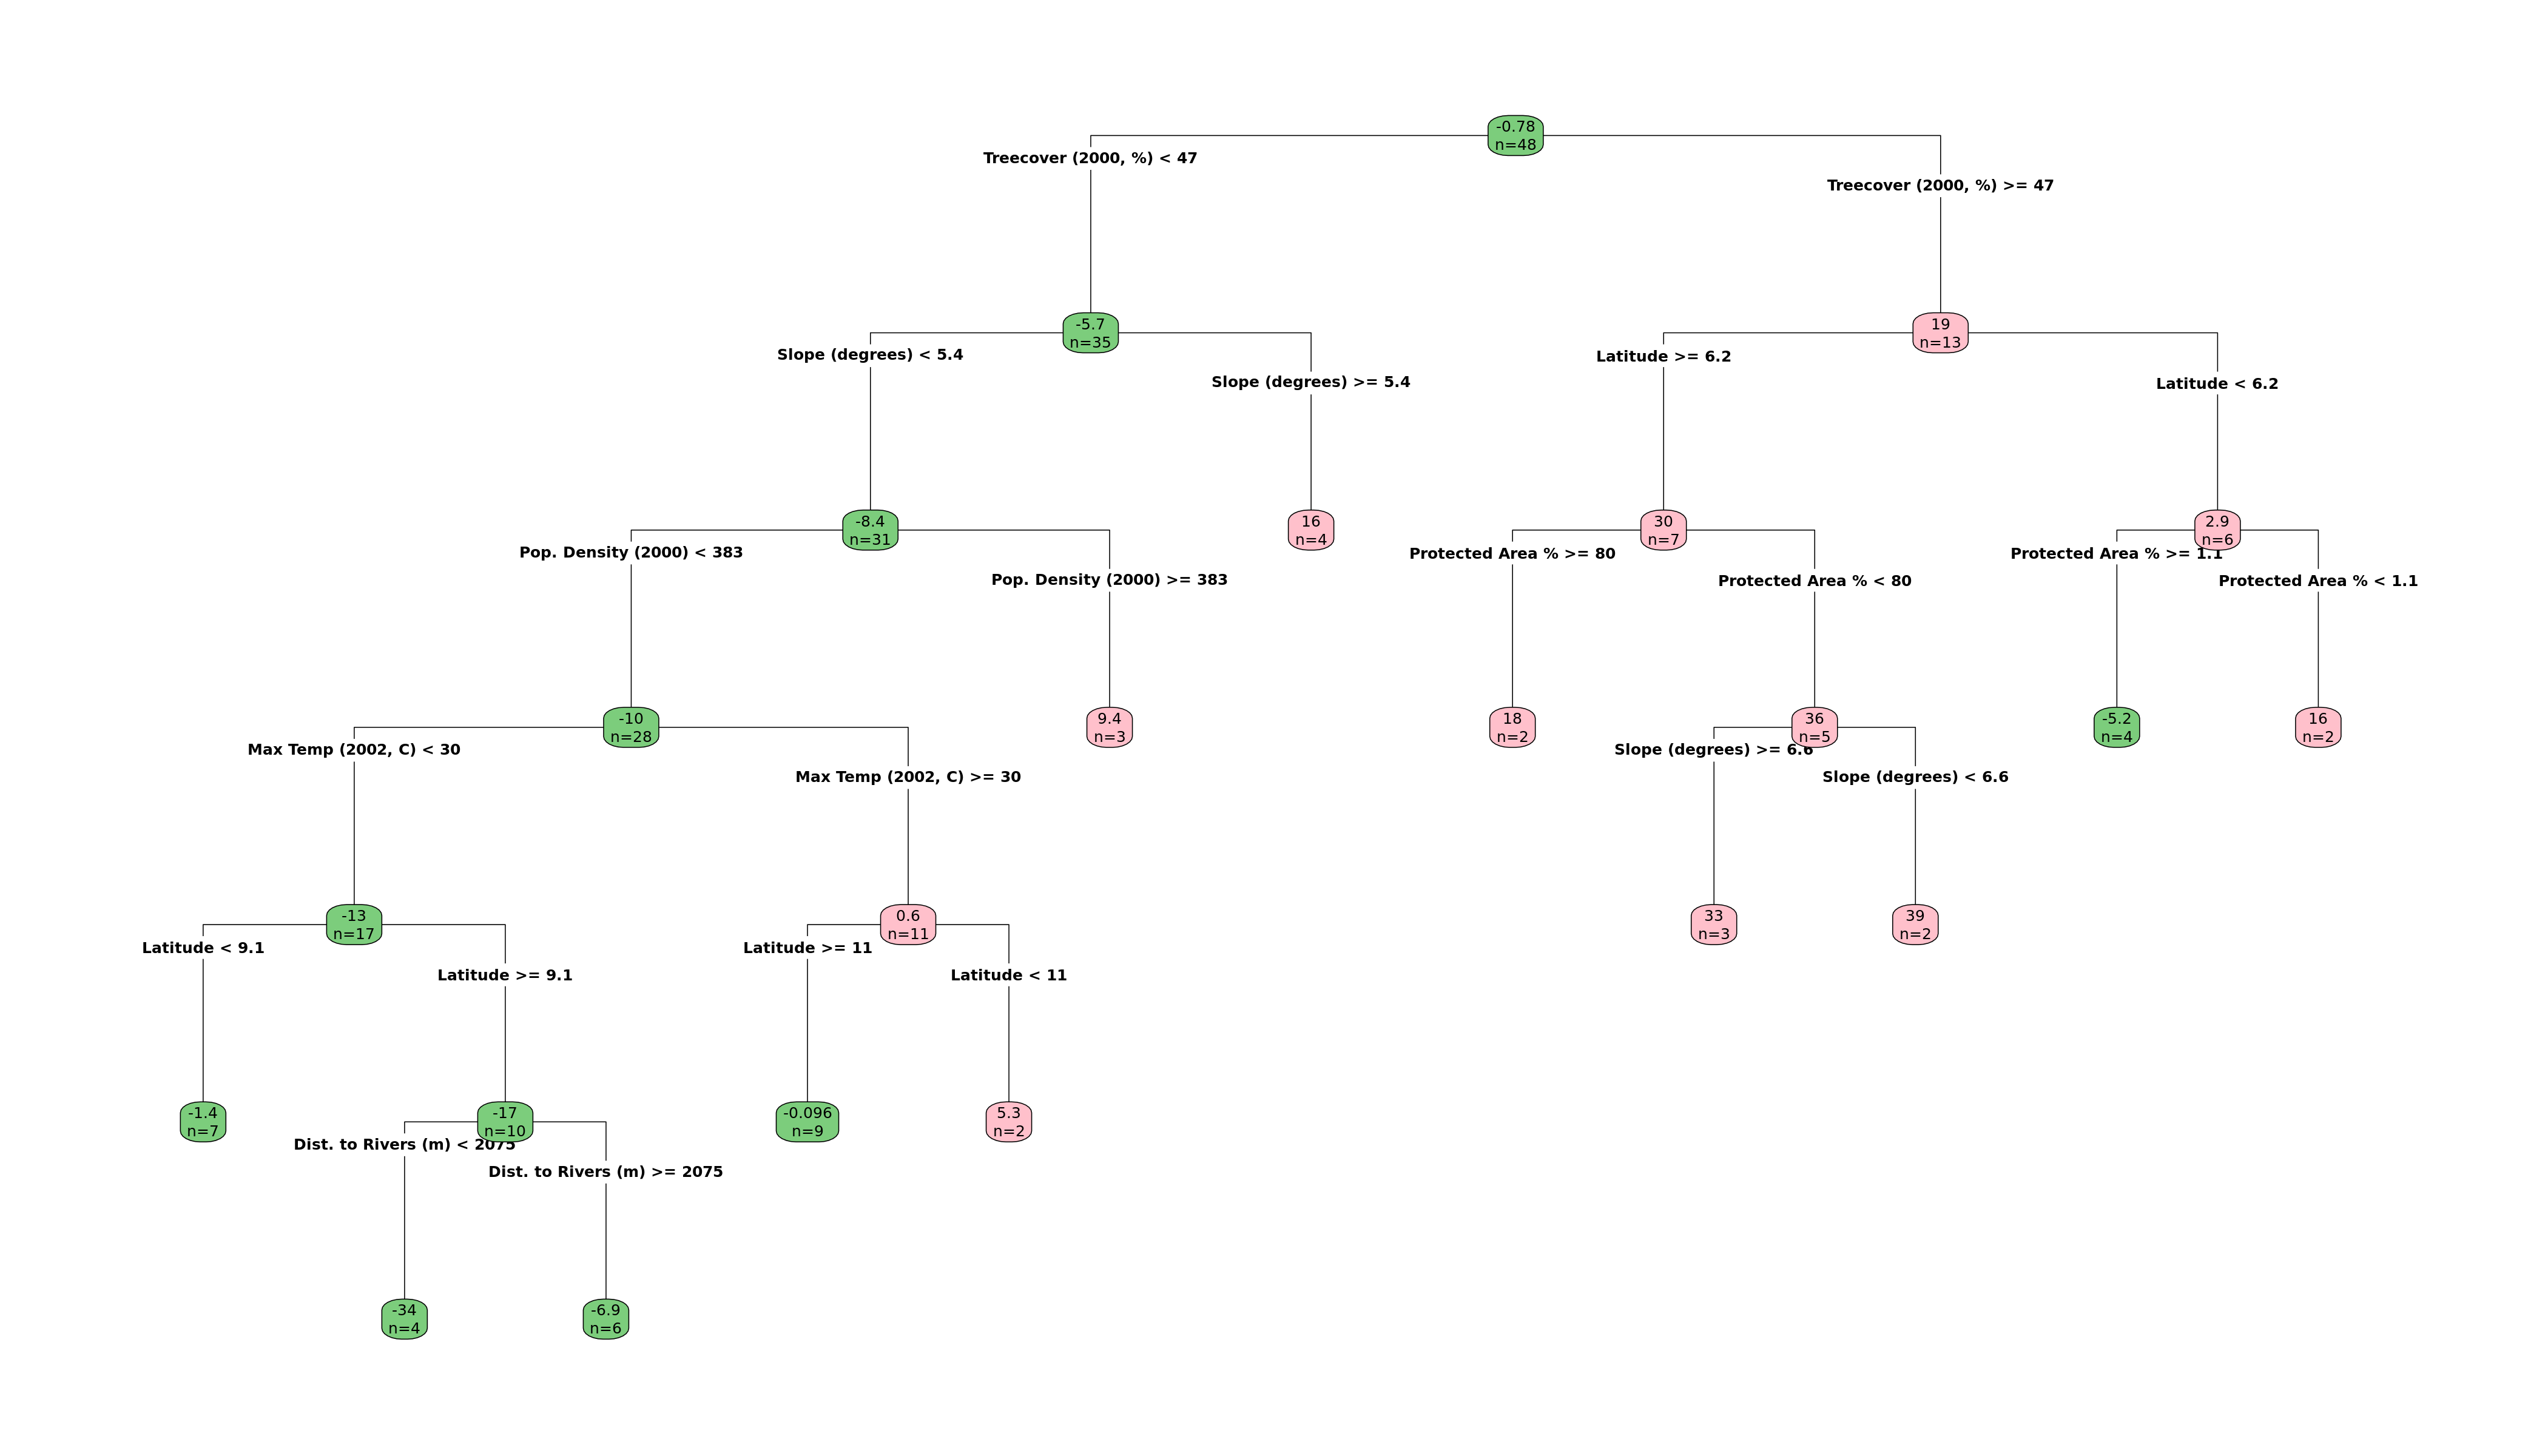 -0.78
n=48
Treecover (2000, %) < 47
Treecover (2000, %) >= 47
-5.7
n=35
19
n=13
Slope (degrees) < 5.4
Slope (degrees) >= 5.4
Latitude >= 6.2
Latitude < 6.2
-8.4
n=31
16
n=4
30
n=7
2.9
n=6
Pop. Density (2000) < 383
Pop. Density (2000) >= 383
Protected Area % >= 80
Protected Area % < 80
Protected Area % >= 1.1
Protected Area % < 1.1
-10
n=28
9.4
n=3
18
n=2
36
n=5
-5.2
n=4
16
n=2
Max Temp (2002, C) < 30
Max Temp (2002, C) >= 30
Slope (degrees) >= 6.6
Slope (degrees) < 6.6
-13
n=17
0.6
n=11
33
n=3
39
n=2
Latitude < 9.1
Latitude >= 9.1
Latitude >= 11
Latitude < 11
-1.4
n=7
-17
n=10
-0.096
n=9
5.3
n=2
Dist. to Rivers (m) < 2075
Dist. to Rivers (m) >= 2075
-34
n=4
-6.9
n=6